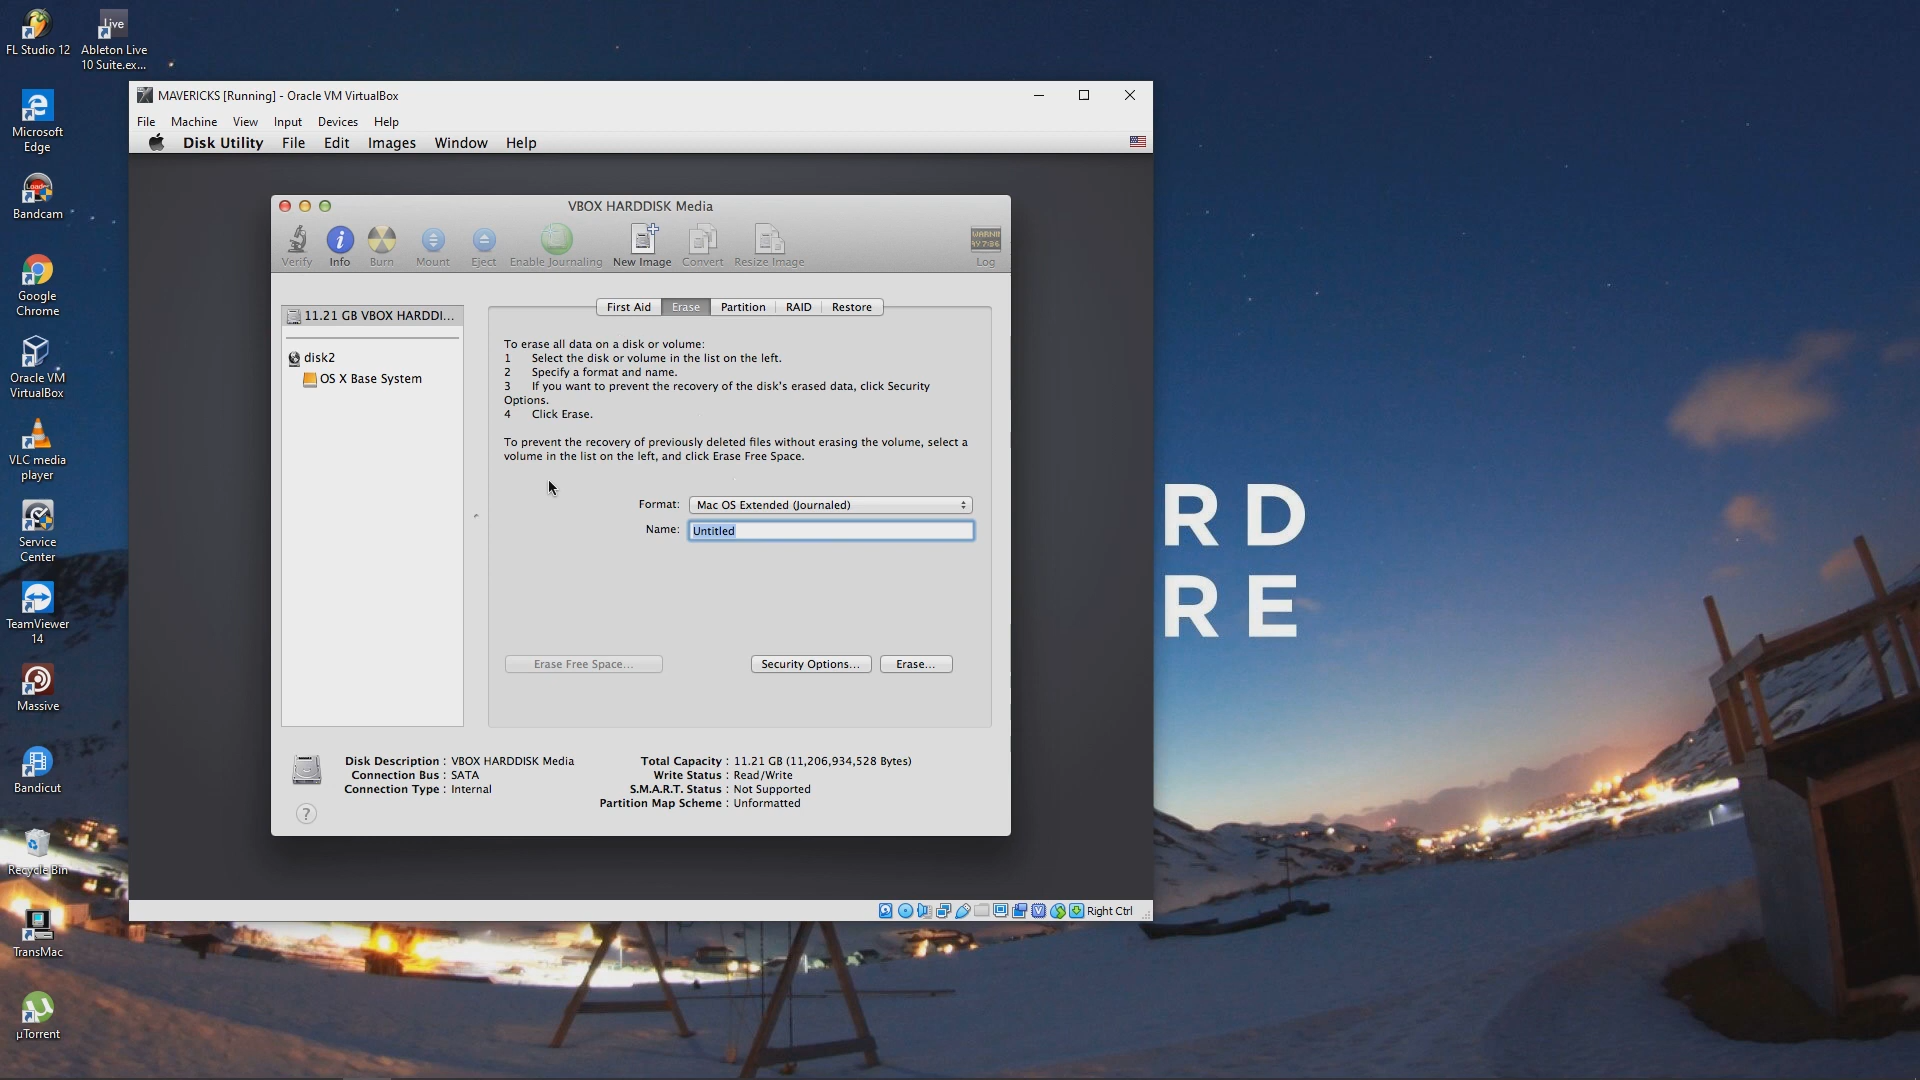 FL Studio 12
Live
Ableton Live
10 Suite.ex...
Microsoft
Edge
Bandcam
Google
Chrome
Oracle VM
VirtualBox
VLC media
player
Service
Center
TeamViewer
14
Massive
Bandicut
Recycle Bin
TransMac
µTorrent
MAVERICKS [Running] - Oracle VM VirtualBox
File Machine View Input Devices Help
Disk Utility File Edit Images Window Help
VBOX HARDDISK Media
Verify Info Burn Mount Eject Enable Journaling New Image Convert Resize Image Log
11.21 GB VBOX HARDDI...
disk2
OS X Base System
First Aid Erase Partition RAID Restore
To erase all data on a disk or volume:
1 Select the disk or volume in the list on the left.
2 Specify a format and name.
3 If you want to prevent the recovery of the disk's erased data, click Security
Options.
4 Click Erase.
To prevent the recovery of previously deleted files without erasing the volume, select a
volume in the list on the left, and click Erase Free Space.
Format: Mac OS Extended (Journaled)
Name: Untitled
Erase Free Space... Security Options... Erase...
Disk Description : VBOX HARDDISK Media
Connection Bus : SATA
Connection Type : Internal
Total Capacity : 11.21 GB (11,206,934,528 Bytes)
Write Status : Read/Write
S.M.A.R.T. Status : Not Supported
Partition Map Scheme : Unformatted
?
Right Ctrl
RD
RE